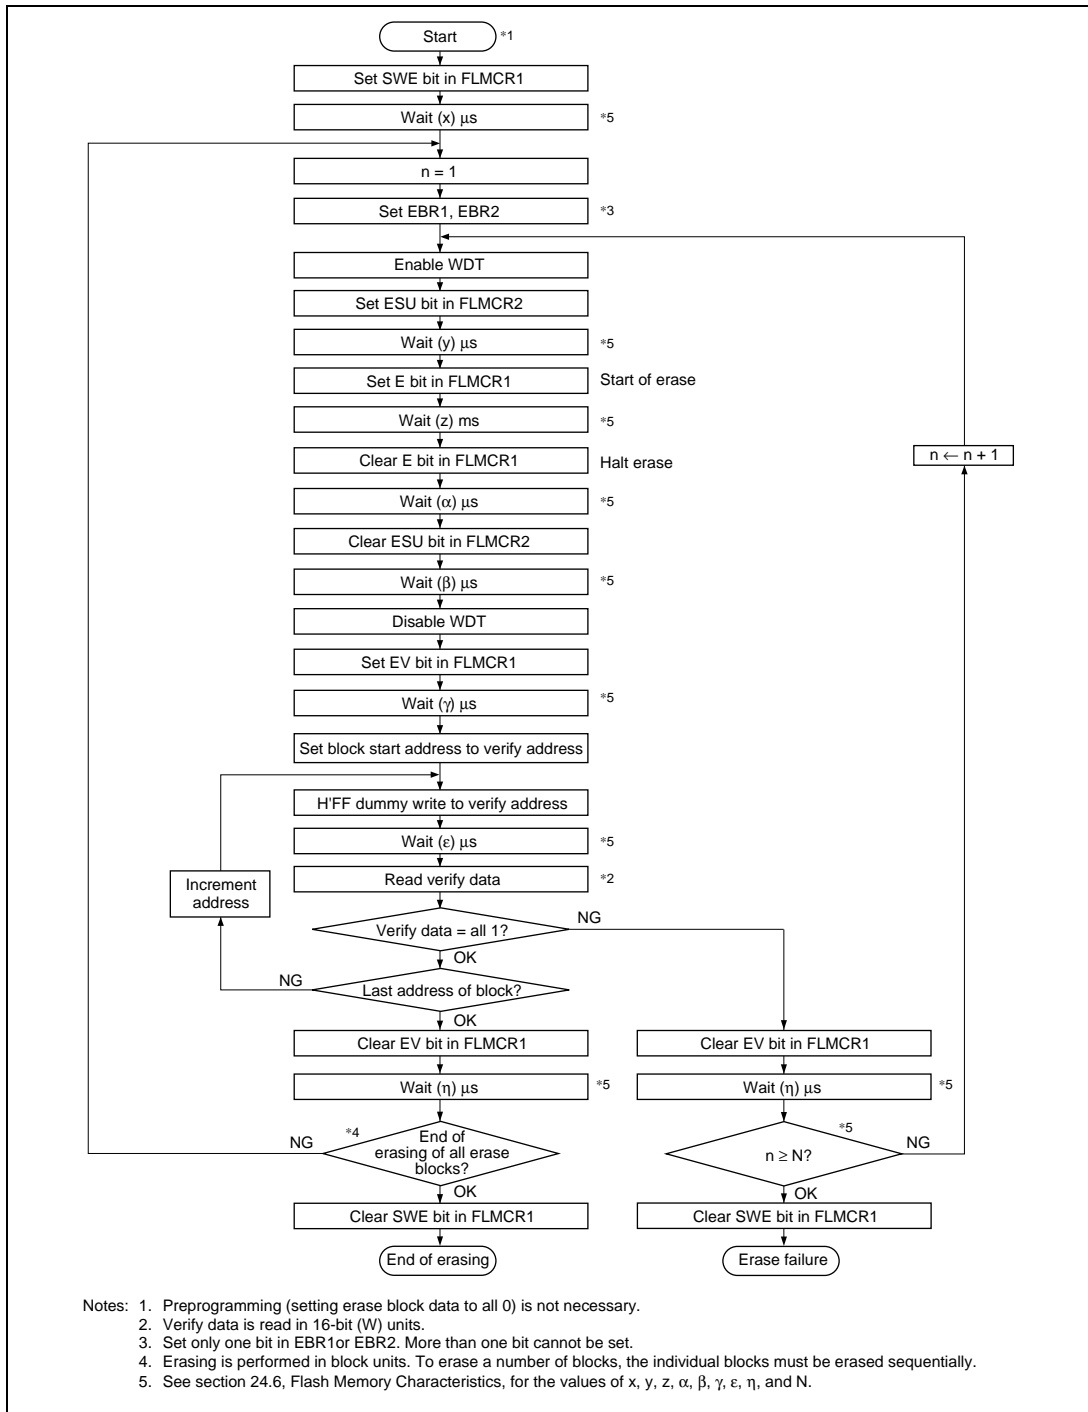 Start *1
Set SWE bit in FLMCR1
Wait (x) µs *5
n = 1
Set EBR1, EBR2 *3
Enable WDT
Set ESU bit in FLMCR2
Wait (y) µs *5
Set E bit in FLMCR1 Start of erase
Wait (z) ms *5
n ← n + 1
Clear E bit in FLMCR1 Halt erase
Wait (α) µs *5
Clear ESU bit in FLMCR2
Wait (β) µs *5
Disable WDT
Set EV bit in FLMCR1
Wait (γ) µs *5
Set block start address to verify address
H'FF dummy write to verify address
Wait (ε) µs *5
Read verify data *2
Increment
address
Verify data = all 1?
NG
OK
NG
Last address of block?
OK
Clear EV bit in FLMCR1
Clear EV bit in FLMCR1
Wait (η) µs *5
Wait (η) µs *5
NG
*4
End of
erasing of all erase
blocks?
*5
n ≥ N?
NG
OK
OK
Clear SWE bit in FLMCR1
Clear SWE bit in FLMCR1
End of erasing
Erase failure
Notes: 1. Preprogramming (setting erase block data to all 0) is not necessary.
2. Verify data is read in 16-bit (W) units.
3. Set only one bit in EBR1or EBR2. More than one bit cannot be set.
4. Erasing is performed in block units. To erase a number of blocks, the individual blocks must be erased sequentially.
5. See section 24.6, Flash Memory Characteristics, for the values of x, y, z, α, β, γ, ε, η, and N.